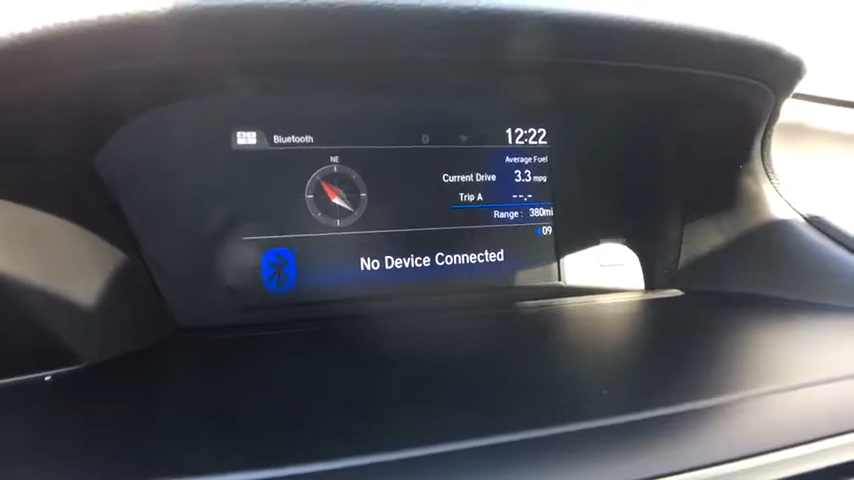 Bluetooth
12:22
NE
Average Fuel
Current Drive 3.3 mpg
Trip A --.-
Range : 380mi
09
No Device Connected